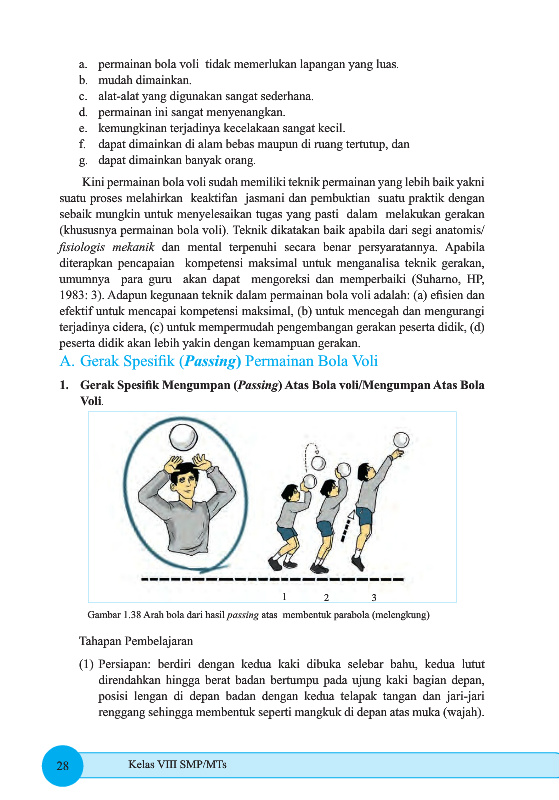 a. permainan bola voli tidak memerlukan lapangan yang luas.
b. mudah dimainkan.
c. alat-alat yang digunakan sangat sederhana.
d. permainan ini sangat menyenangkan.
e. kemungkinan terjadinya kecelakaan sangat kecil.
f. dapat dimainkan di alam bebas maupun di ruang tertutup, dan
g. dapat dimainkan banyak orang.
Kini permainan bola voli sudah memiliki teknik permainan yang lebih baik yakni
suatu proses melahirkan keaktifan jasmani dan pembuktian suatu praktik dengan
sebaik mungkin untuk menyelesaikan tugas yang pasti dalam melakukan gerakan
(khususnya permainan bola voli). Teknik dikatakan baik apabila dari segi anatomis/
fisiologis mekanik dan mental terpenuhi secara benar persyaratannya. Apabila
diterapkan pencapaian kompetensi maksimal untuk menganalisa teknik gerakan,
umumnya para guru akan dapat mengoreksi dan memperbaiki (Suharno, HP,
1983: 3). Adapun kegunaan teknik dalam permainan bola voli adalah: (a) efisien dan
efektif untuk mencapai kompetensi maksimal, (b) untuk mencegah dan mengurangi
terjadinya cidera, (c) untuk mempermudah pengembangan gerakan peserta didik, (d)
peserta didik akan lebih yakin dengan kemampuan gerakan.
A. Gerak Spesifik (Passing) Permainan Bola Voli
1. Gerak Spesifik Mengumpan (Passing) Atas Bola voli/Mengumpan Atas Bola
Voli.
1 2 3
Gambar 1.38 Arah bola dari hasil passing atas membentuk parabola (melengkung)
Tahapan Pembelajaran
(1) Persiapan: berdiri dengan kedua kaki dibuka selebar bahu, kedua lutut
direndahkan hingga berat badan bertumpu pada ujung kaki bagian depan,
posisi lengan di depan badan dengan kedua telapak tangan dan jari-jari
renggang sehingga membentuk seperti mangkuk di depan atas muka (wajah).
28 Kelas VIII SMP/MTs